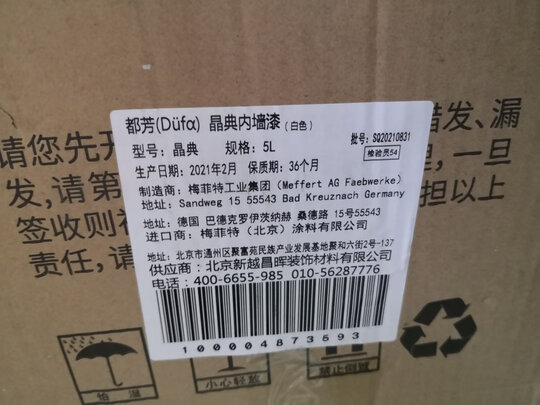 都芳(Düfa) 晶典内墙漆(白色)
型号: 晶典 规格: 5L 批号: SQ20210831
生产日期: 2021年2月 保质期: 36个月 检验员54
制造商: 梅菲特工业集团 (Meffert AG Faebwerke)
地址: Sandweg 15 55543 Bad Kreuznach Germany
地址: 德国 巴德克罗伊茨纳赫 桑德路 15号55543
进口商: 梅菲特 (北京) 涂料有限公司
地址: 北京市通州区聚富苑民族产业发展基地聚和六街2号-137
供应商: 北京新越昌晖装饰材料有限公司
电话: 400-6655-985 010-56287776
100004873693
请您先开
错发、漏
发,请第
,一旦
签收则
担以上
责任,请
怕湿
小心轻放
禁止倒置